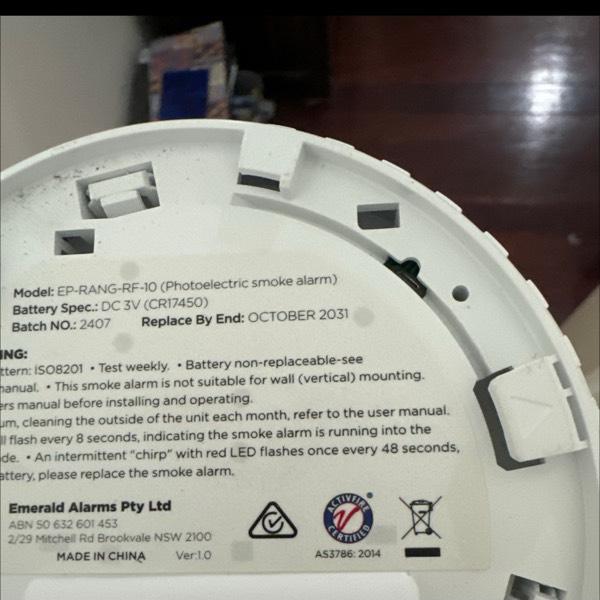 Model: EP-RANG-RF-10 (Photoelectric smoke alarm)
Battery Spec.: DC 3V (CR17450)
Batch NO.: 2407 Replace By End: OCTOBER 2031
NG:
ttern: ISO8201 • Test weekly. • Battery non-replaceable-see
anual. • This smoke alarm is not suitable for wall (vertical) mounting.
ers manual before installing and operating.
um, cleaning the outside of the unit each month, refer to the user manual.
ll flash every 8 seconds, indicating the smoke alarm is running into the
de. • An intermittent "chirp" with red LED flashes once every 48 seconds,
attery, please replace the smoke alarm.
Emerald Alarms Pty Ltd
ABN 50 632 601 453
2/29 Mitchell Rd Brookvale NSW 2100
MADE IN CHINA Ver:1.0
ACTIVFIRE
CERTIFIED
AS3786: 2014